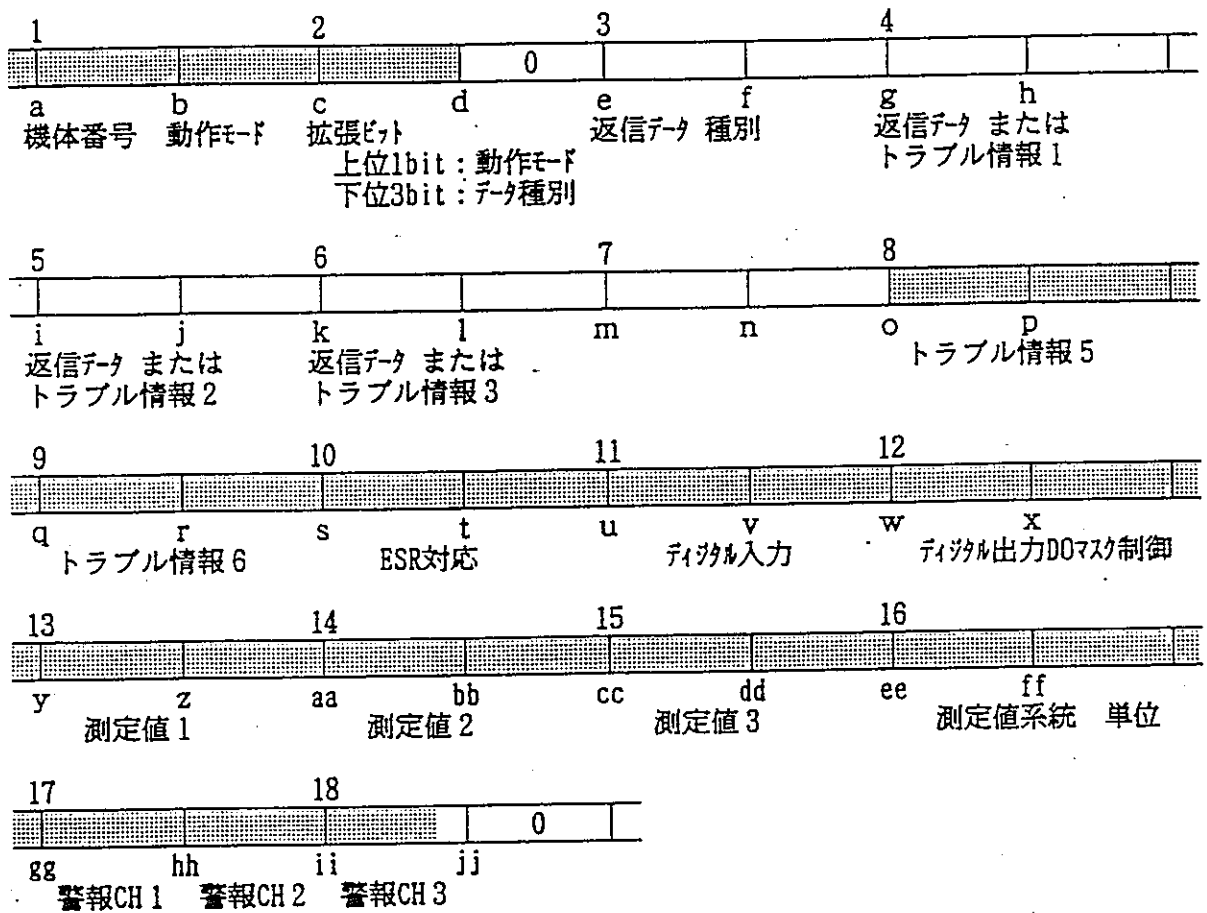 1 2 3 4
0
a b c d e f g h
機体番号 動作モード 拡張ビット 返信データ 種別 返信データ または
上位1bit：動作モード トラブル情報1
下位3bit：データ種別
5 6 7 8
i j k l m n o p
返信データ または 返信データ または トラブル情報5
トラブル情報2 トラブル情報3
9 10 11 12
q r s t u v w x
トラブル情報6 ESR対応 ディジタル入力 ディジタル出力DOマスク制御
13 14 15 16
y z aa bb cc dd ee ff
測定値1 測定値2 測定値3 測定値系統 単位
17 18
0
gg hh ii jj
警報CH1 警報CH2 警報CH3